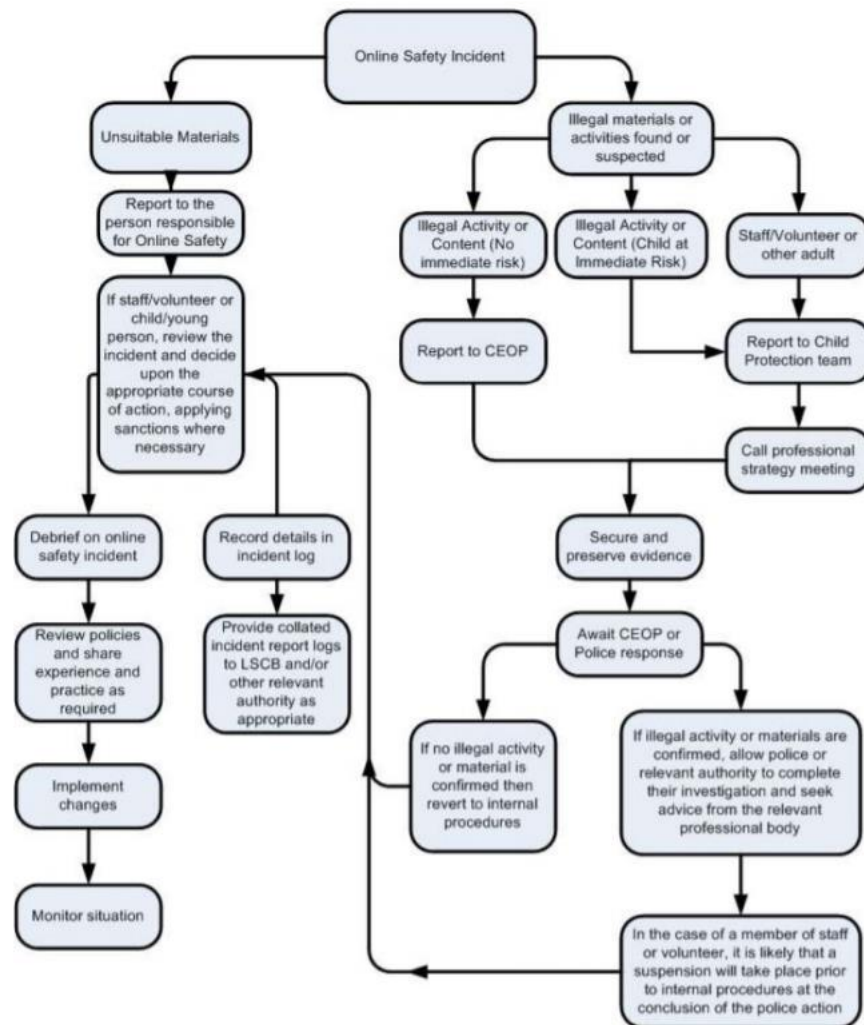 Online Safety Incident
Unsuitable Materials
Illegal materials or
activities found or
suspected
Report to the
person responsible
for Online Safety
Illegal Activity or
Content (No
immediate risk)
Illegal Activity or
Content (Child at
Immediate Risk)
Staff/Volunteer or
other adult
If staff/volunteer or
child/young
person, review the
incident and decide
upon the
appropriate course
of action, applying
sanctions where
necessary
Report to CEOP
Report to Child
Protection team
Call professional
strategy meeting
Debrief on online
safety incident
Record details in
incident log
Secure and
preserve evidence
Review policies
and share
experience and
practice as
required
Provide collated
incident report logs
to LSCB and/or
other relevant
authority as
appropriate
Await CEOP or
Police response
If no illegal activity
or material is
confirmed then
revert to internal
procedures
If illegal activity or materials are
confirmed, allow police or
relevant authority to complete
their investigation and seek
advice from the relevant
professional body
Implement
changes
Monitor situation
In the case of a member of staff
or volunteer, it is likely that a
suspension will take place prior
to internal procedures at the
conclusion of the police action